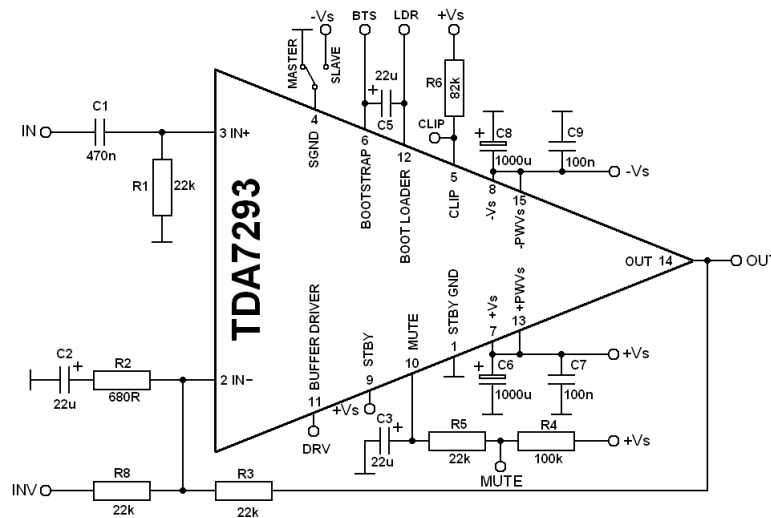 -Vs
BTS
LDR
+Vs
MASTER
SLAVE
22u
+
C5
R6
82k
CLIP
+
C8
1000u
C9
100n
-Vs
IN
C1
470n
R1
22k
3 IN+
4
SGND
6
BOOTSTRAP
12
BOOT LOADER
5
CLIP
8
-Vs
15
-PWVs
TDA7293
OUT 14
OUT
BUFFER DRIVER
11
DRV
STBY
9
+Vs
MUTE
10
STBY GND
1
+Vs
7
+PWVs
13
+Vs
+
C6
1000u
C7
100n
C2
+
22u
R2
680R
2 IN−
C3
+
22u
R5
22k
R4
100k
+Vs
MUTE
INV
R8
22k
R3
22k